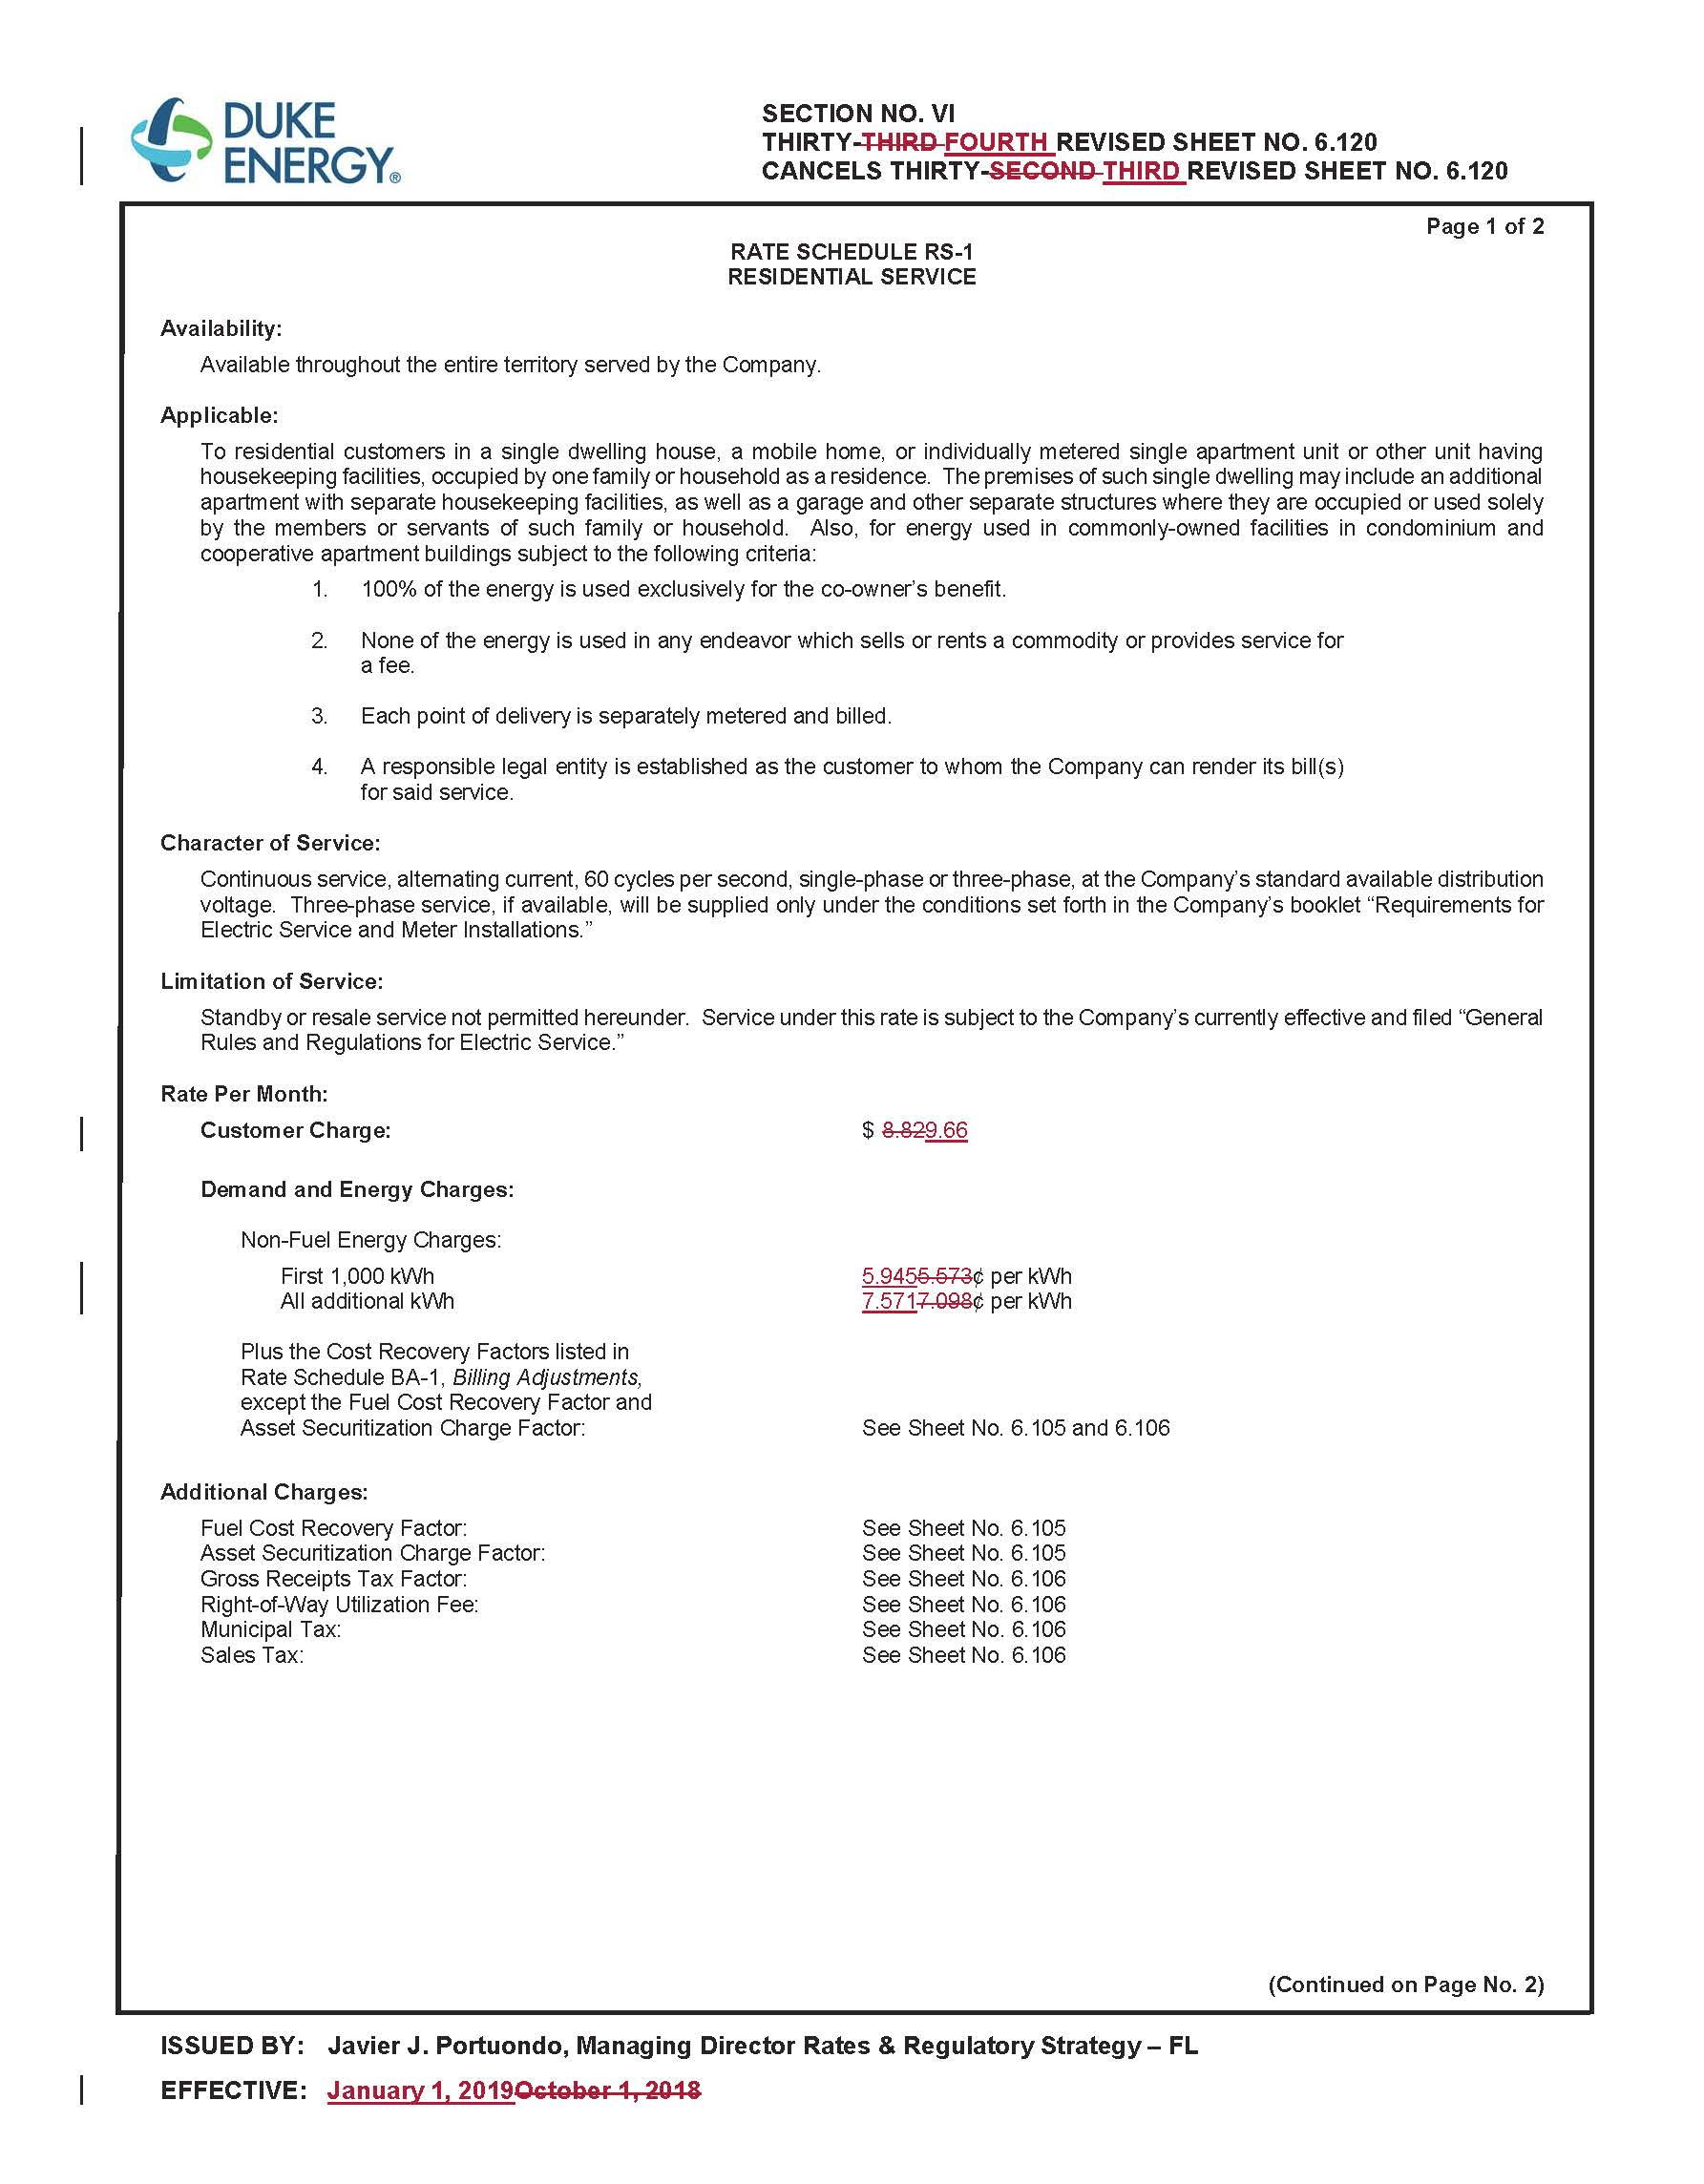 DUKE
ENERGY®
SECTION NO. VI
THIRTY-THIRD FOURTH REVISED SHEET NO. 6.120
CANCELS THIRTY-SECOND THIRD REVISED SHEET NO. 6.120
Page 1 of 2
RATE SCHEDULE RS-1
RESIDENTIAL SERVICE
Availability:
Available throughout the entire territory served by the Company.
Applicable:
To residential customers in a single dwelling house, a mobile home, or individually metered single apartment unit or other unit having
housekeeping facilities, occupied by one family or household as a residence. The premises of such single dwelling may include an additional
apartment with separate housekeeping facilities, as well as a garage and other separate structures where they are occupied or used solely
by the members or servants of such family or household. Also, for energy used in commonly-owned facilities in condominium and
cooperative apartment buildings subject to the following criteria:
1. 100% of the energy is used exclusively for the co-owner’s benefit.
2. None of the energy is used in any endeavor which sells or rents a commodity or provides service for
a fee.
3. Each point of delivery is separately metered and billed.
4. A responsible legal entity is established as the customer to whom the Company can render its bill(s)
for said service.
Character of Service:
Continuous service, alternating current, 60 cycles per second, single-phase or three-phase, at the Company’s standard available distribution
voltage. Three-phase service, if available, will be supplied only under the conditions set forth in the Company’s booklet “Requirements for
Electric Service and Meter Installations.”
Limitation of Service:
Standby or resale service not permitted hereunder. Service under this rate is subject to the Company’s currently effective and filed “General
Rules and Regulations for Electric Service.”
Rate Per Month:
Customer Charge: $ 8.829.66
Demand and Energy Charges:
Non-Fuel Energy Charges:
First 1,000 kWh 5.9455.573¢ per kWh
All additional kWh 7.5717.098¢ per kWh
Plus the Cost Recovery Factors listed in
Rate Schedule BA-1, Billing Adjustments,
except the Fuel Cost Recovery Factor and
Asset Securitization Charge Factor: See Sheet No. 6.105 and 6.106
Additional Charges:
Fuel Cost Recovery Factor: See Sheet No. 6.105
Asset Securitization Charge Factor: See Sheet No. 6.105
Gross Receipts Tax Factor: See Sheet No. 6.106
Right-of-Way Utilization Fee: See Sheet No. 6.106
Municipal Tax: See Sheet No. 6.106
Sales Tax: See Sheet No. 6.106
(Continued on Page No. 2)
ISSUED BY: Javier J. Portuondo, Managing Director Rates & Regulatory Strategy – FL
EFFECTIVE: January 1, 2019October 1, 2018